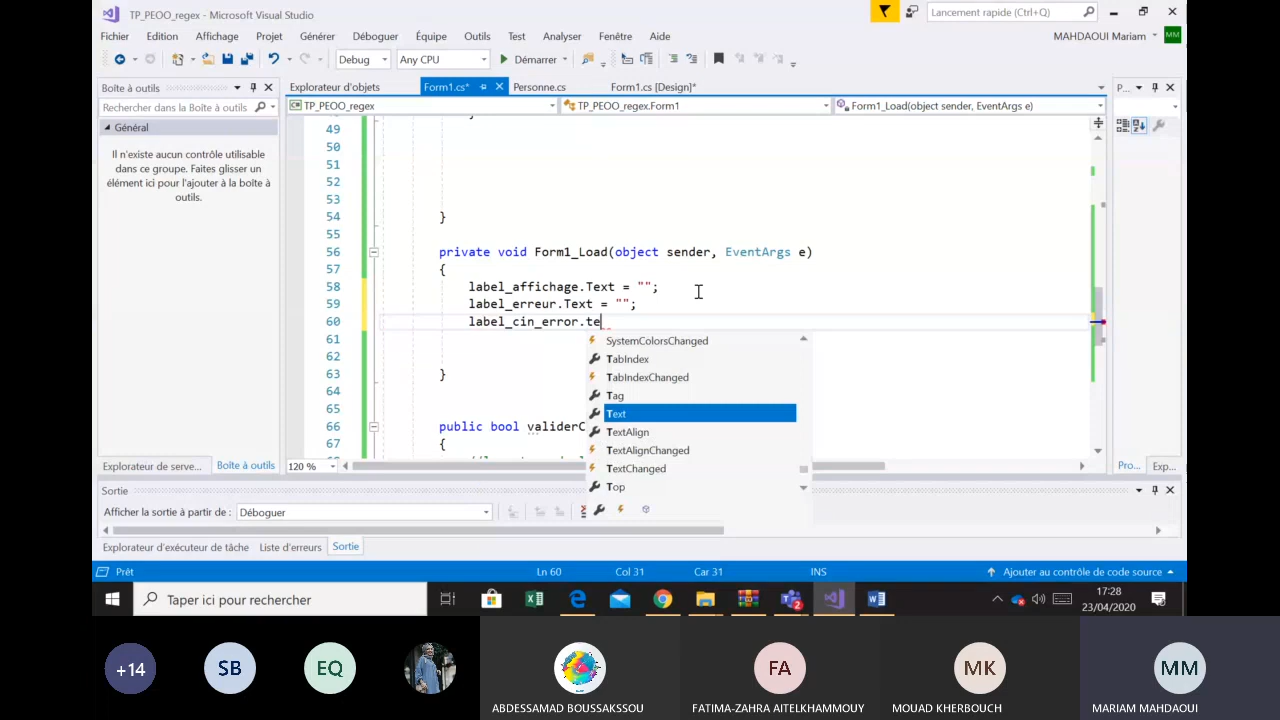 TP_PEOO_regex - Microsoft Visual Studio
Lancement rapide (Ctrl+Q)
Fichier Edition Affichage Projet Générer Déboguer Équipe Outils Test Analyser Fenêtre Aide
MAHDAOUI Mariam MM
Debug Any CPU Démarrer
Boîte à outils
Explorateur d'objets Form1.cs* Personne.cs Form1.cs [Design]*
P...
Rechercher dans la Boîte à outils
TP_PEOO_regex TP_PEOO_regex.Form1 Form1_Load(object sender, EventArgs e)
Général
Il n'existe aucun contrôle utilisable
dans ce groupe. Faites glisser un
élément ici pour l'ajouter à la boîte à
outils.
49
50
51
52
53
54 }
55
56 private void Form1_Load(object sender, EventArgs e)
57 {
58 label_affichage.Text = "";
59 label_erreur.Text = "";
60 label_cin_error.te
61
62
63 }
64
65
66 public bool validerC
67 {
SystemColorsChanged
TabIndex
TabIndexChanged
Tag
Text
TextAlign
TextAlignChanged
TextChanged
Top
Explorateur de serve... Boîte à outils
120 %
Pro... Exp...
Sortie
Afficher la sortie à partir de : Déboguer
Explorateur d'exécuteur de tâche Liste d'erreurs Sortie
Prêt Ln 60 Col 31 Car 31 INS Ajouter au contrôle de code source
Taper ici pour rechercher
17:28
23/04/2020
+14 SB EQ FA MK MM
ABDESSAMAD BOUSSAKSSOU FATIMA-ZAHRA AITELKHAMMOUY MOUAD KHERBOUCH MARIAM MAHDAOUI